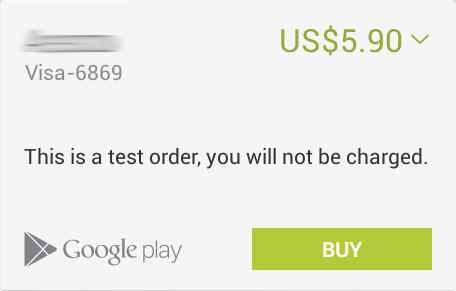 US$5.90
Visa-6869
This is a test order, you will not be charged.
Google play
BUY